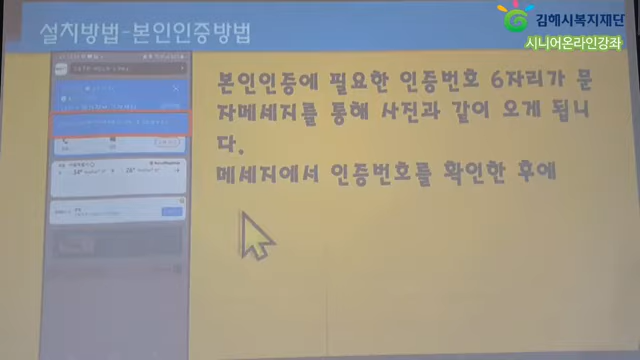 김해시복지재단
시니어온라인강좌
설치방법-본인인증방법
본인인증에 필요한 인증번호 6자리가 문
자메세지를 통해 사진과 같이 오게 됩니
다.
메세지에서 인증번호를 확인한 후에